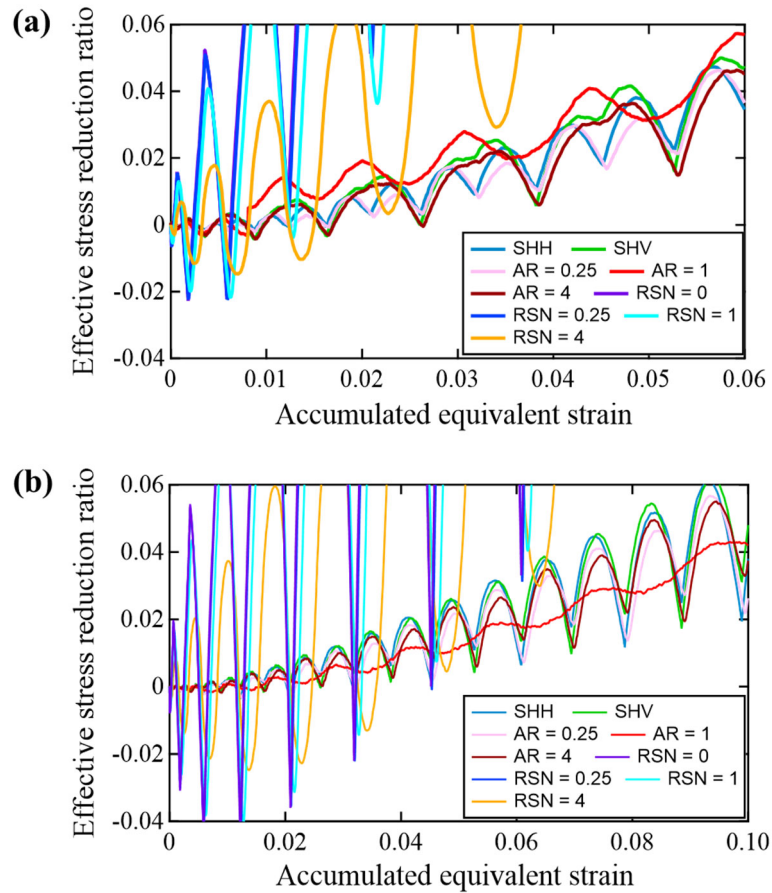 (a)
Effective stress reduction ratio
0.06
0.04
0.02
0
-0.02
-0.04
SHH SHV
AR = 0.25 AR = 1
AR = 4 RSN = 0
RSN = 0.25 RSN = 1
RSN = 4
0 0.01 0.02 0.03 0.04 0.05 0.06
Accumulated equivalent strain
(b)
Effective stress reduction ratio
0.06
0.04
0.02
0
-0.02
-0.04
SHH SHV
AR = 0.25 AR = 1
AR = 4 RSN = 0
RSN = 0.25 RSN = 1
RSN = 4
0 0.02 0.04 0.06 0.08 0.10
Accumulated equivalent strain